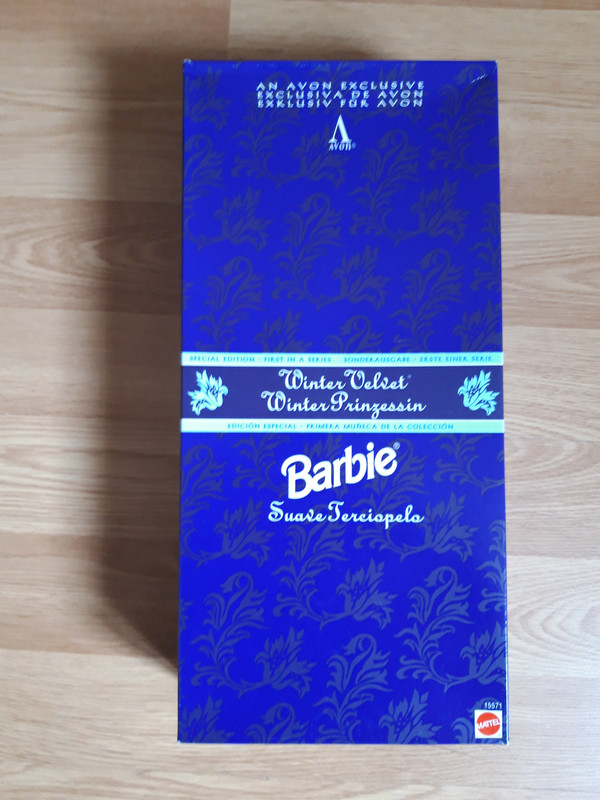 AN AVON EXCLUSIVE
EXCLUSIVA DE AVON
EXKLUSIV FÜR AVON
A
AVON®
SPECIAL EDITION · FIRST IN A SERIES · SONDERAUSGABE · ERSTE EINER SERIE
Winter Velvet®
Winter Prinzessin
EDICIÓN ESPECIAL · PRIMERA MUÑECA DE LA COLECCIÓN
Barbie®
Suave Terciopelo
15571
MATTEL